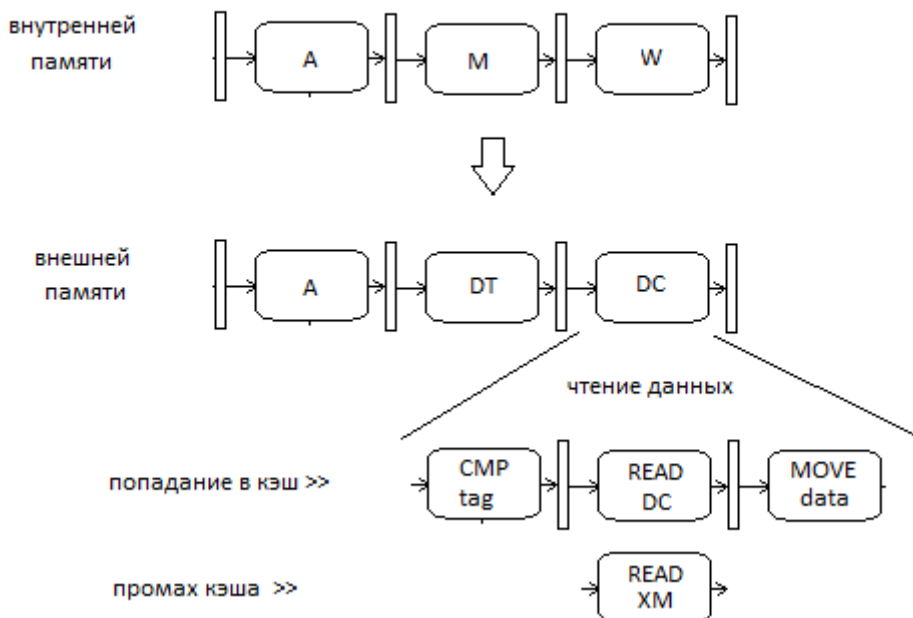 внутренней
памяти
A
M
W
внешней
памяти
A
DT
DC
чтение данных
попадание в кэш >>
CMP
tag
READ
DC
MOVE
data
промах кэша >>
READ
XM